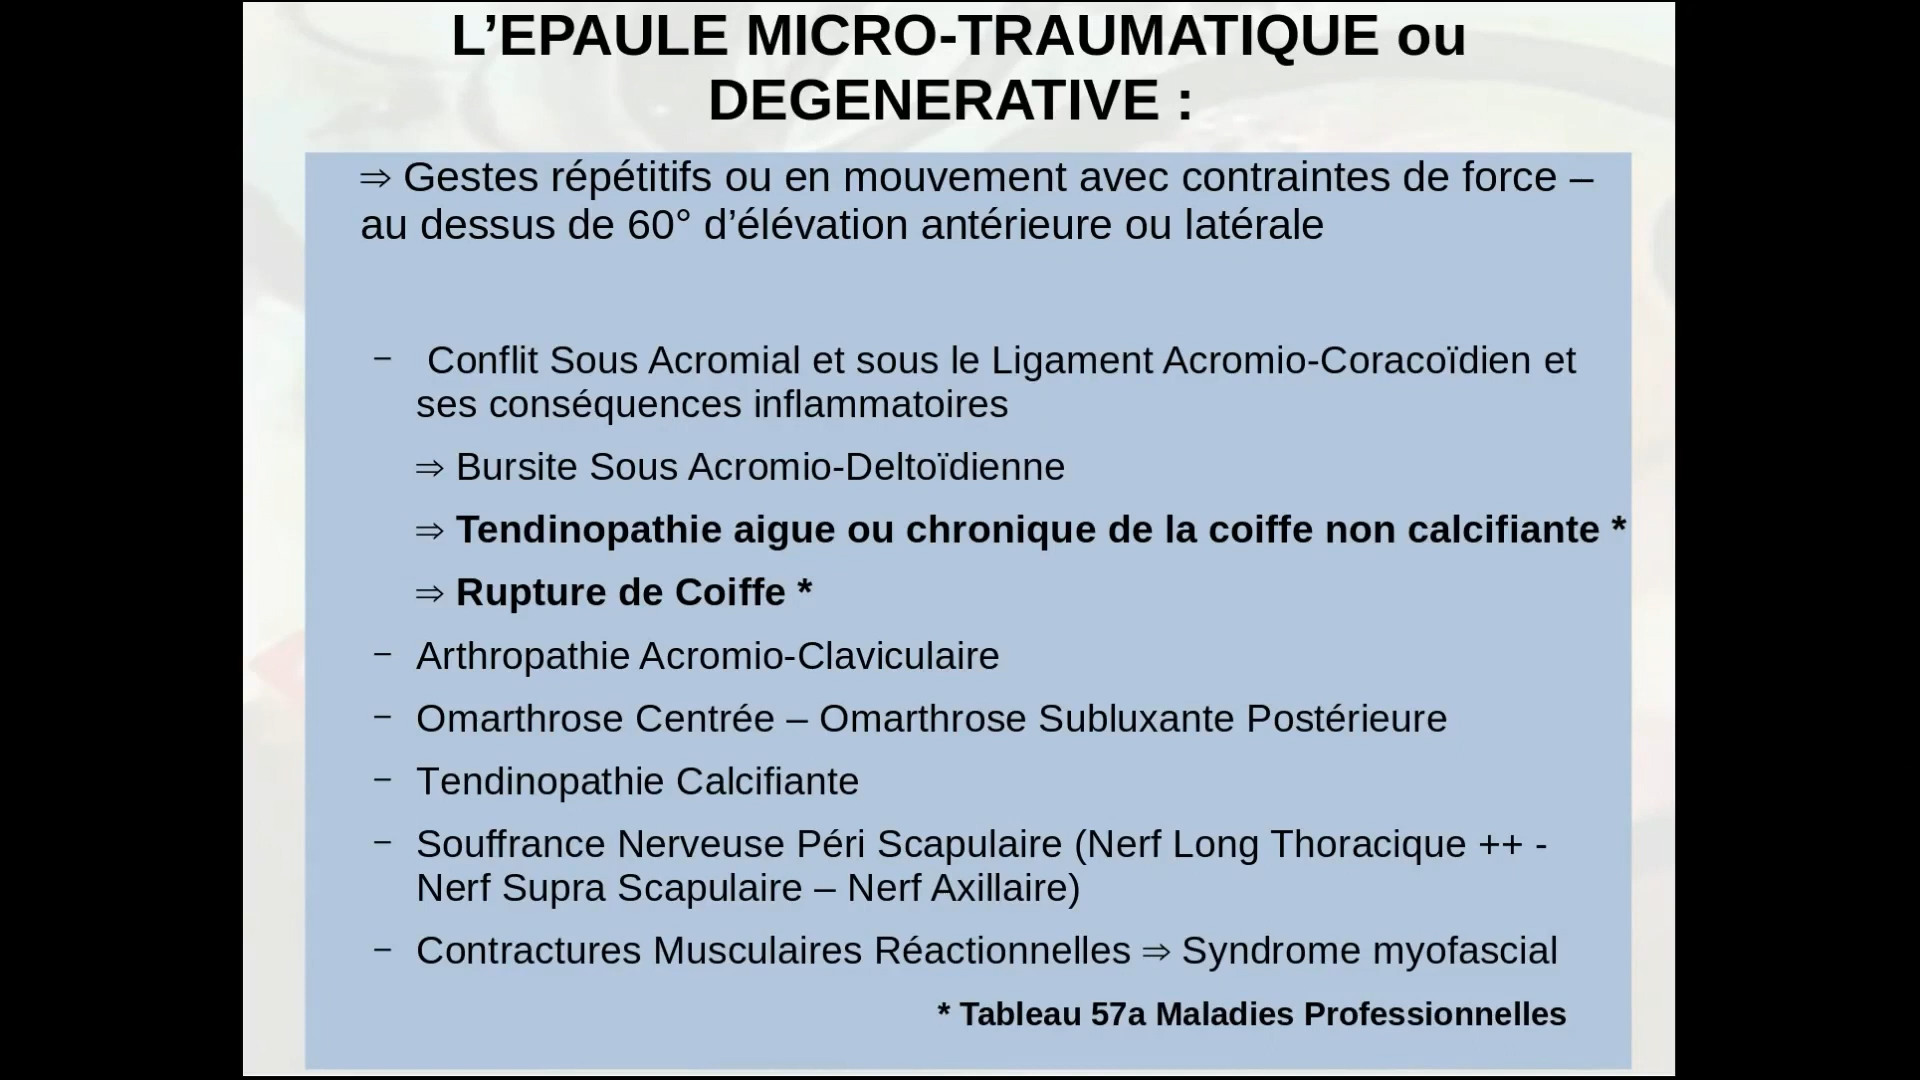 L’EPAULE MICRO-TRAUMATIQUE ou
DEGENERATIVE :
⇒ Gestes répétitifs ou en mouvement avec contraintes de force –
au dessus de 60° d’élévation antérieure ou latérale
– Conflit Sous Acromial et sous le Ligament Acromio-Coracoïdien et
ses conséquences inflammatoires
⇒ Bursite Sous Acromio-Deltoïdienne
⇒ Tendinopathie aigue ou chronique de la coiffe non calcifiante *
⇒ Rupture de Coiffe *
– Arthropathie Acromio-Claviculaire
– Omarthrose Centrée – Omarthrose Subluxante Postérieure
– Tendinopathie Calcifiante
– Souffrance Nerveuse Péri Scapulaire (Nerf Long Thoracique ++ -
Nerf Supra Scapulaire – Nerf Axillaire)
– Contractures Musculaires Réactionnelles ⇒ Syndrome myofascial
* Tableau 57a Maladies Professionnelles